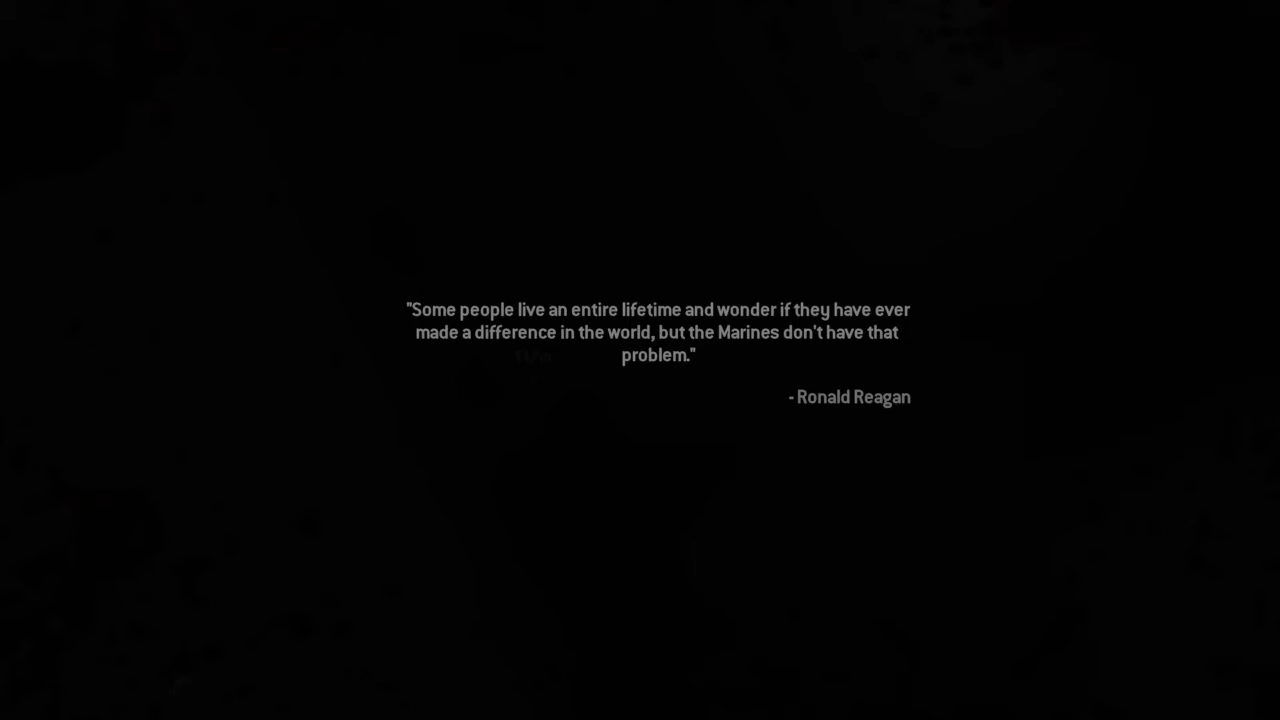 "Some people live an entire lifetime and wonder if they have ever
made a difference in the world, but the Marines don't have that
problem."
- Ronald Reagan